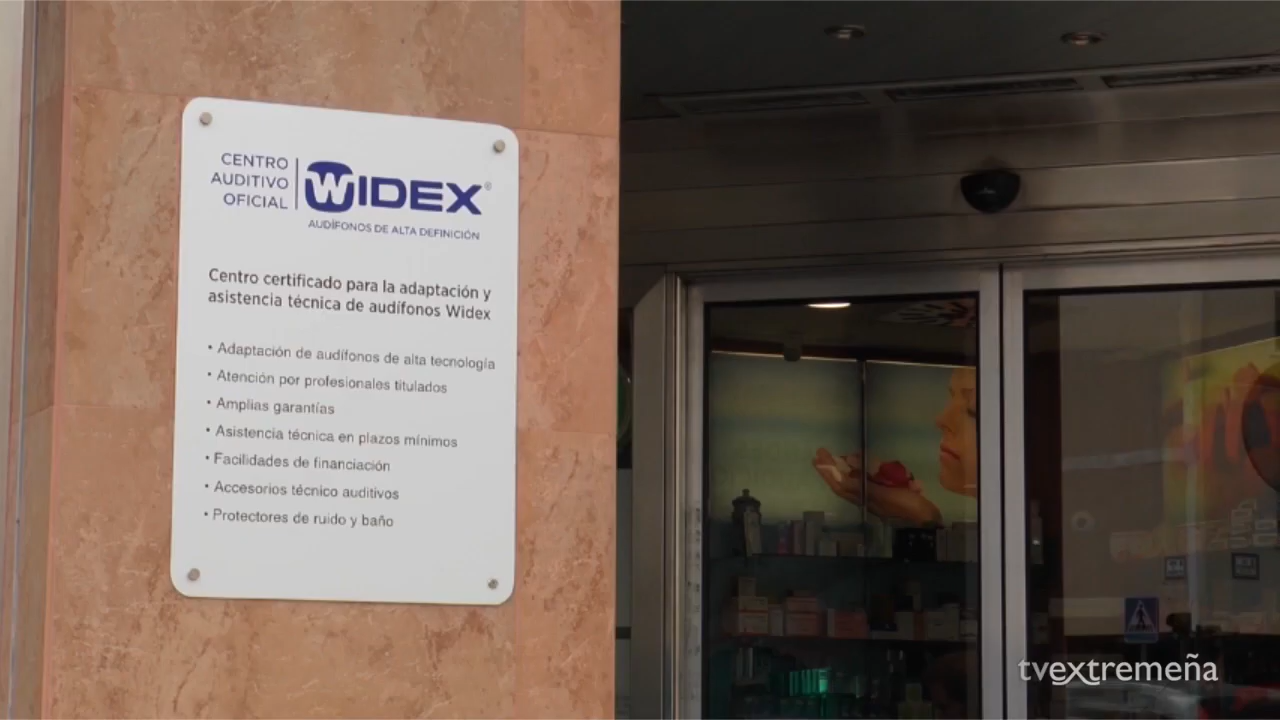 CENTRO
AUDITIVO
OFICIAL
WIDEX®
AUDÍFONOS DE ALTA DEFINICIÓN
Centro certificado para la adaptación y
asistencia técnica de audífonos Widex
• Adaptación de audífonos de alta tecnología
• Atención por profesionales titulados
• Amplias garantías
• Asistencia técnica en plazos mínimos
• Facilidades de financiación
• Accesorios técnico auditivos
• Protectores de ruido y baño
tvextremeña